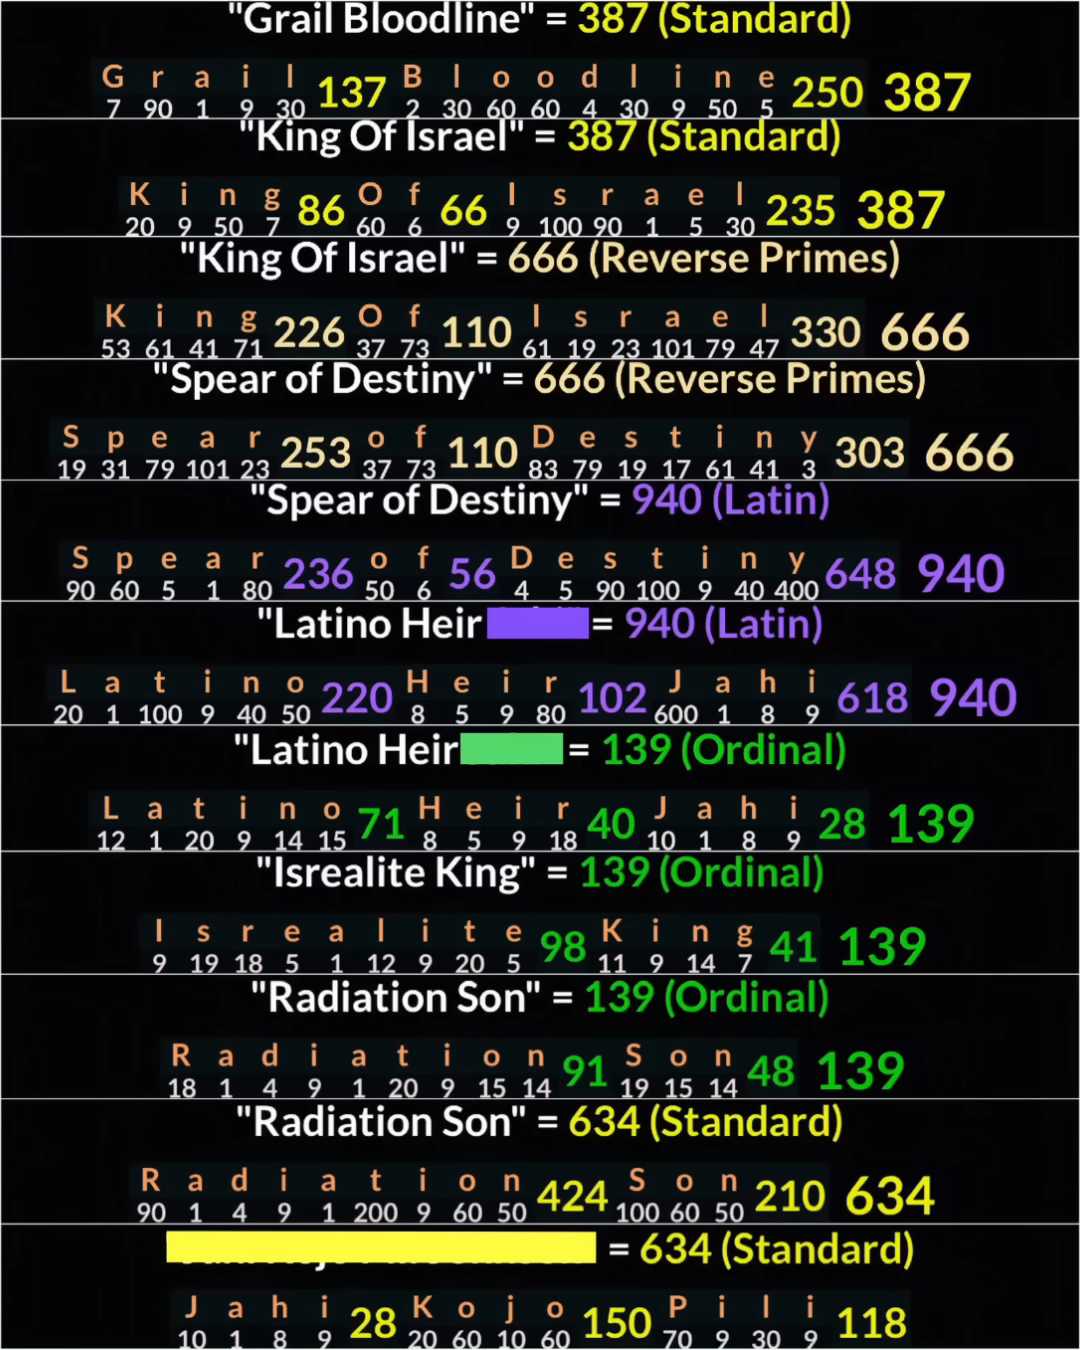 "Grail Bloodline" = 387 (Standard)
G r a i l 137 B l o o d l i n e 250 387
7 90 1 9 30 2 30 60 60 4 30 9 50 5
"King Of Israel" = 387 (Standard)
K i n g 86 O f 66 I s r a e l 235 387
20 9 50 7 60 6 9 100 90 1 5 30
"King Of Israel" = 666 (Reverse Primes)
K i n g 226 O f 110 I s r a e l 330 666
53 61 41 71 37 73 61 19 23 101 79 47
"Spear of Destiny" = 666 (Reverse Primes)
S p e a r 253 o f 110 D e s t i n y 303 666
19 31 79 101 23 37 73 83 79 19 17 61 41 3
"Spear of Destiny" = 940 (Latin)
S p e a r 236 o f 56 D e s t i n y 648 940
90 60 5 1 80 50 6 4 5 90 100 9 40 400
"Latino Heir = 940 (Latin)
L a t i n o 220 H e i r 102 J a h i 618 940
20 1 100 9 40 50 8 5 9 80 600 1 8 9
"Latino Heir = 139 (Ordinal)
L a t i n o 71 H e i r 40 J a h i 28 139
12 1 20 9 14 15 8 5 9 18 10 1 8 9
"Isrealite King" = 139 (Ordinal)
I s r e a l i t e 98 K i n g 41 139
9 19 18 5 1 12 9 20 5 11 9 14 7
"Radiation Son" = 139 (Ordinal)
R a d i a t i o n 91 S o n 48 139
18 1 4 9 1 20 9 15 14 19 15 14
"Radiation Son" = 634 (Standard)
R a d i a t i o n 424 S o n 210 634
90 1 4 9 1 200 9 60 50 100 60 50
= 634 (Standard)
J a h i 28 K o j o 150 P i l i 118
10 1 8 9 20 60 10 60 70 9 30 9